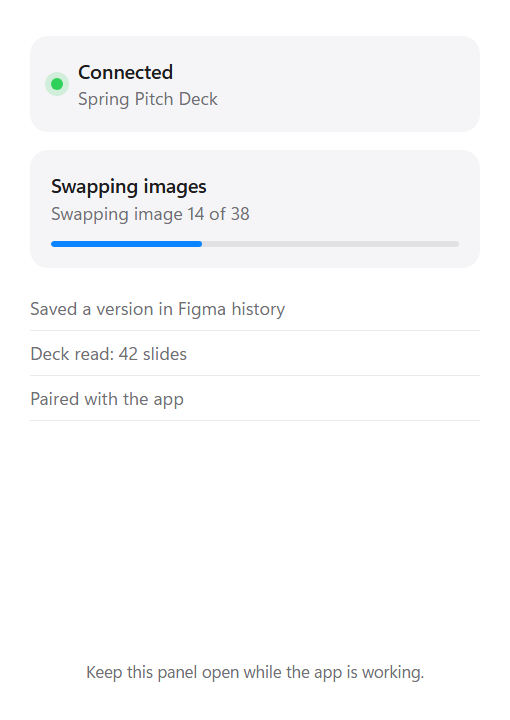 Connected
Spring Pitch Deck
Swapping images
Swapping image 14 of 38
Saved a version in Figma history
Deck read: 42 slides
Paired with the app
Keep this panel open while the app is working.